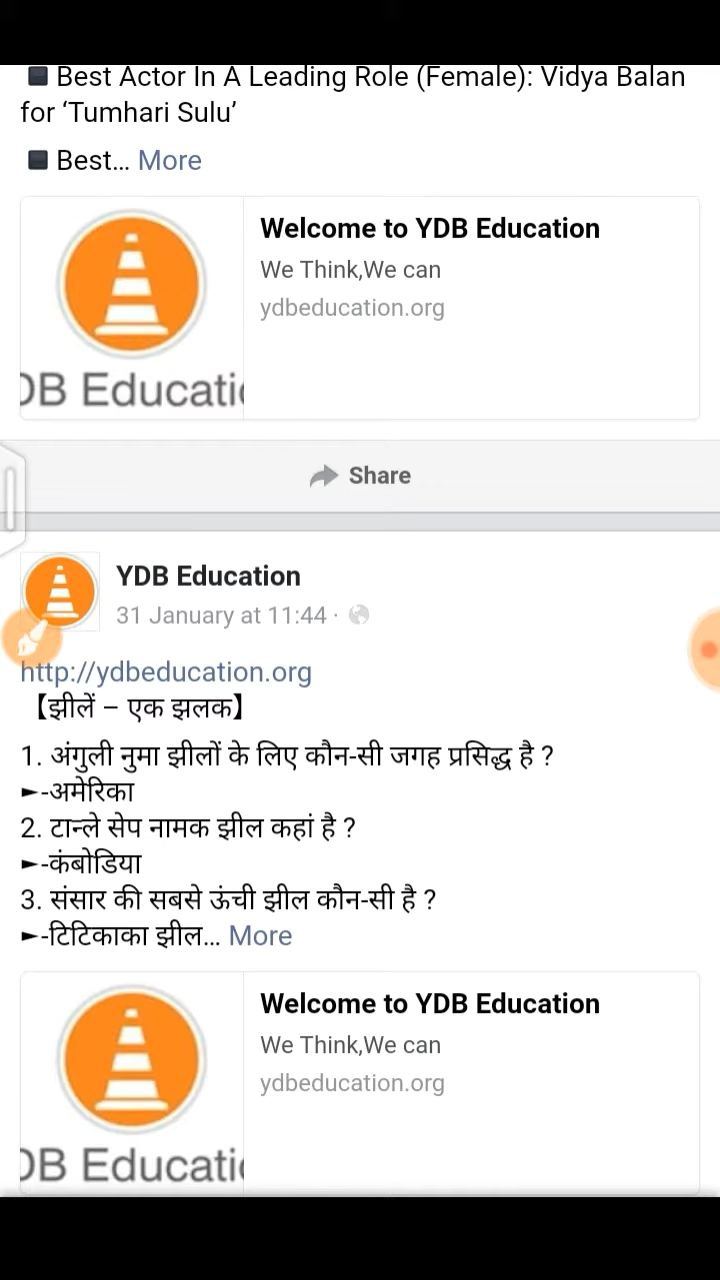 ■ Best Actor In A Leading Role (Female): Vidya Balan
for ‘Tumhari Sulu’
■ Best... More
Welcome to YDB Education
We Think,We can
ydbeducation.org
DB Educati
Share
YDB Education
31 January at 11:44 ·
http://ydbeducation.org
【झीलें – एक झलक】
1. अंगुली नुमा झीलों के लिए कौन-सी जगह प्रसिद्ध है ?
►-अमेरिका
2. टान्ले सेप नामक झील कहां है ?
►-कंबोडिया
3. संसार की सबसे ऊंची झील कौन-सी है ?
►-टिटिकाका झील... More
Welcome to YDB Education
We Think,We can
ydbeducation.org
DB Educati